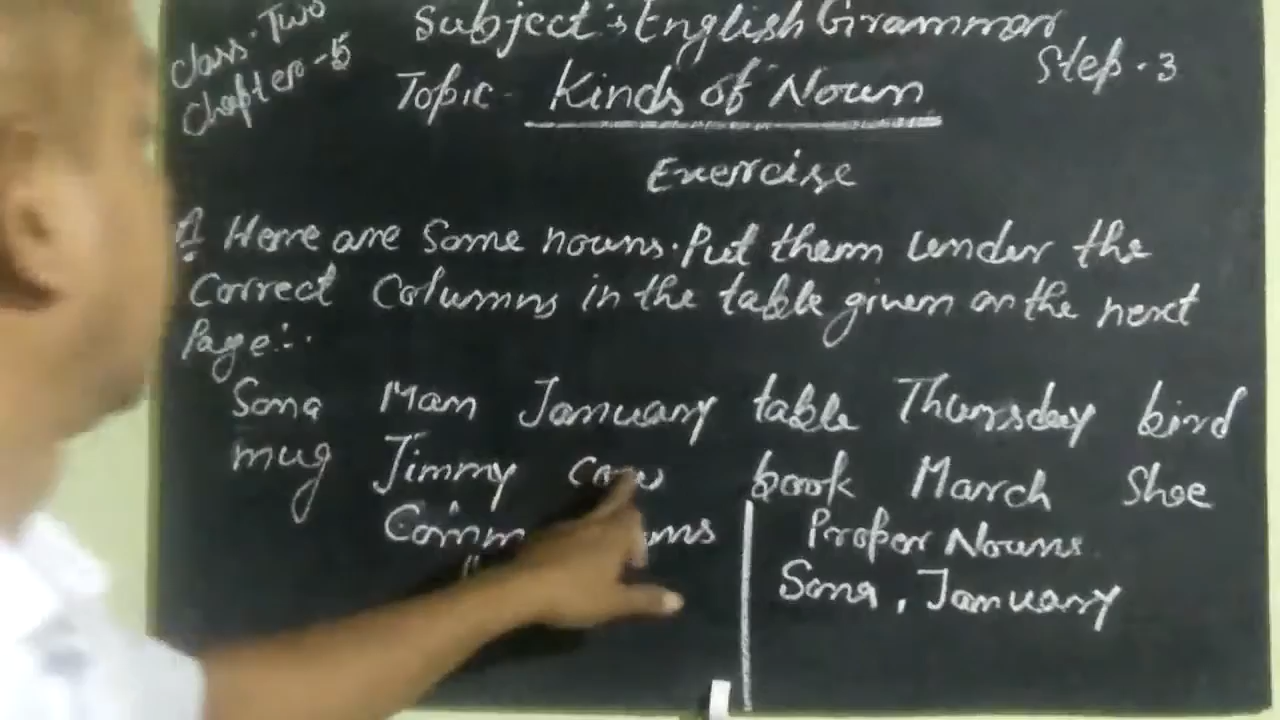 Class-Two
Chapter-5
Subject:English Grammar
Step-3
Topic- Kinds of Noun
Exercise
A Here are some nouns. Put them under the
Correct Columns in the table given on the next
Page:-
Sona Man January table Thursday bird
mug Jimmy Cow book March Shoe
Proper Nouns
Sona, January